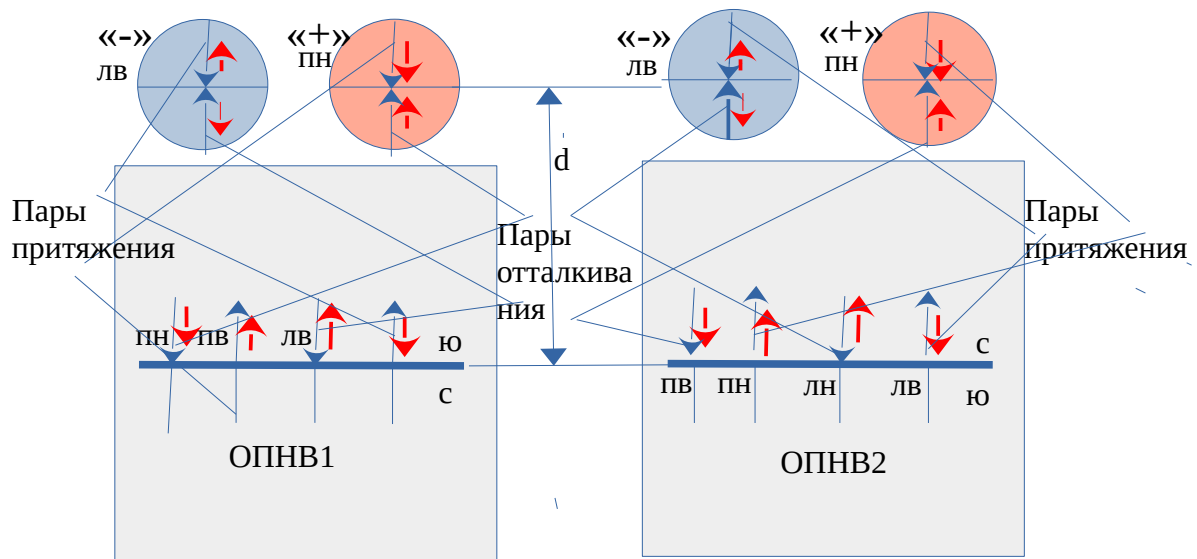 «-»
лв
«+»
пн
«-»
лв
«+»
пн
d
Пары
притяжения
Пары
отталкива
ния
Пары
притяжения
пн
пв
лв
ю
с
ОПНВ1
пв
пн
лн
лв
с
ю
ОПНВ2